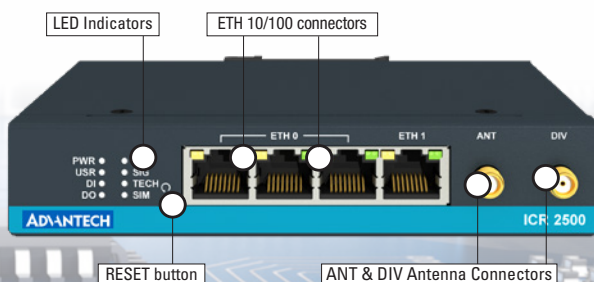 LED Indicators
ETH 10/100 connectors
ETH 0
ETH 1
ANT
DIV
PWR
USR
SIG
DI
TECH
DO
SIM
ADVANTECH
ICR 2500
RESET button
ANT & DIV Antenna Connectors